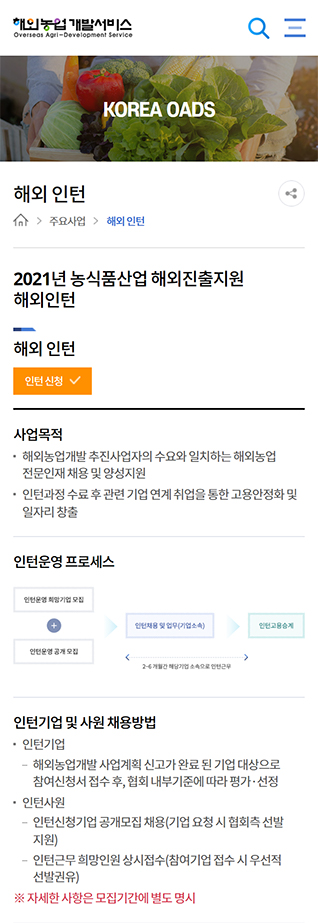 해외농업개발서비스
Overseas Agri-Development Service
KOREA OADS
해외 인턴
주요사업
해외 인턴
2021년 농식품산업 해외진출지원
해외인턴
해외 인턴
인턴 신청
사업목적
해외농업개발 추진사업자의 수요와 일치하는 해외농업
전문인재 채용 및 양성지원
인턴과정 수료 후 관련 기업 연계 취업을 통한 고용안정화 및
일자리 창출
인턴운영 프로세스
인턴운영 희망기업 모집
인턴운영 공개 모집
인턴채용 및 업무(기업소속)
인턴고용승계
2~6 개월간 해당기업 소속으로 인턴근무
인턴기업 및 사원 채용방법
인턴기업
– 해외농업개발 사업계획 신고가 완료 된 기업 대상으로
참여신청서 접수 후, 협회 내부기준에 따라 평가·선정
인턴사원
– 인턴신청기업 공개모집 채용(기업 요청 시 협회측 선발
지원)
– 인턴근무 희망인원 상시접수(참여기업 접수 시 우선적
선발권유)
※ 자세한 사항은 모집기간에 별도 명시